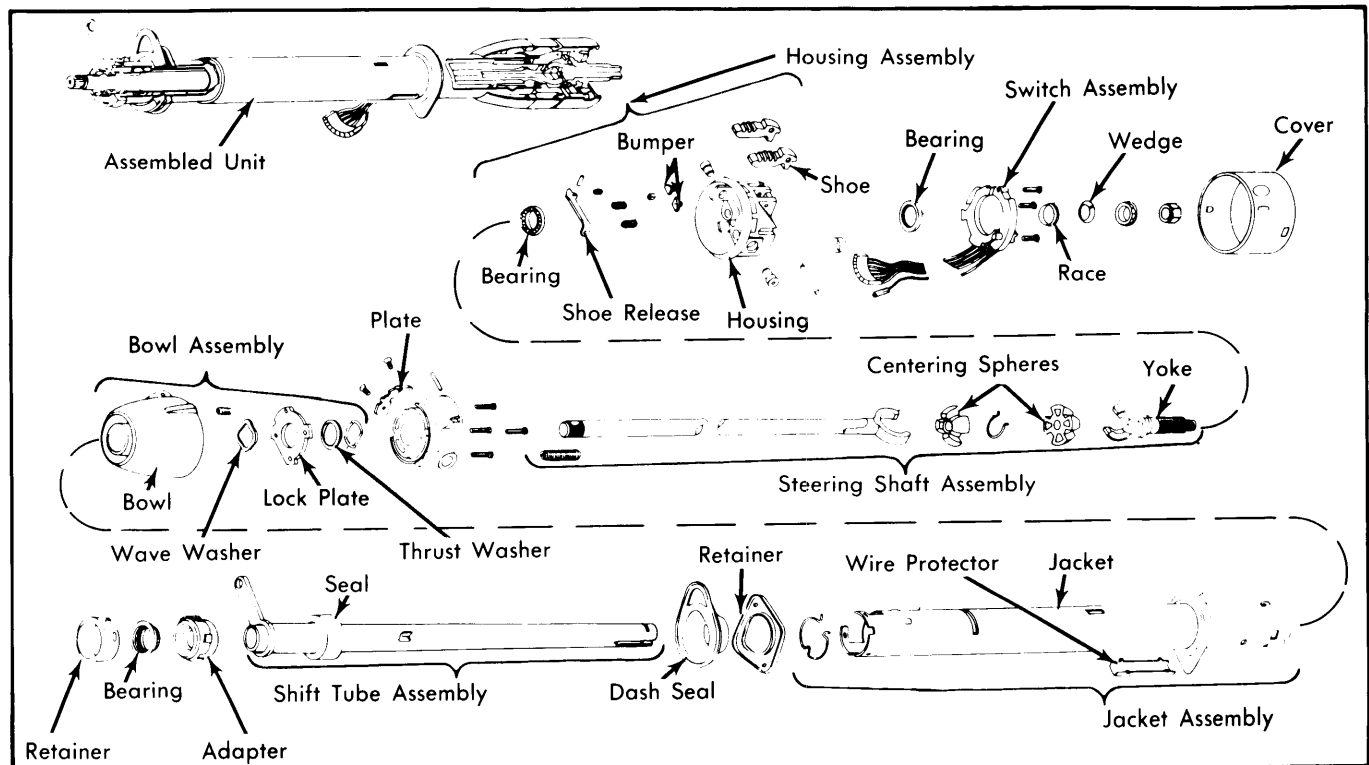 Housing Assembly
Switch Assembly
Bumper
Bearing
Wedge
Cover
Assembled Unit
Shoe
Bearing
Race
Shoe Release
Housing
Plate
Bowl Assembly
Centering Spheres
Yoke
Bowl
Lock Plate
Steering Shaft Assembly
Wave Washer
Thrust Washer
Retainer
Wire Protector
Jacket
Seal
Bearing
Shift Tube Assembly
Dash Seal
Jacket Assembly
Retainer
Adapter